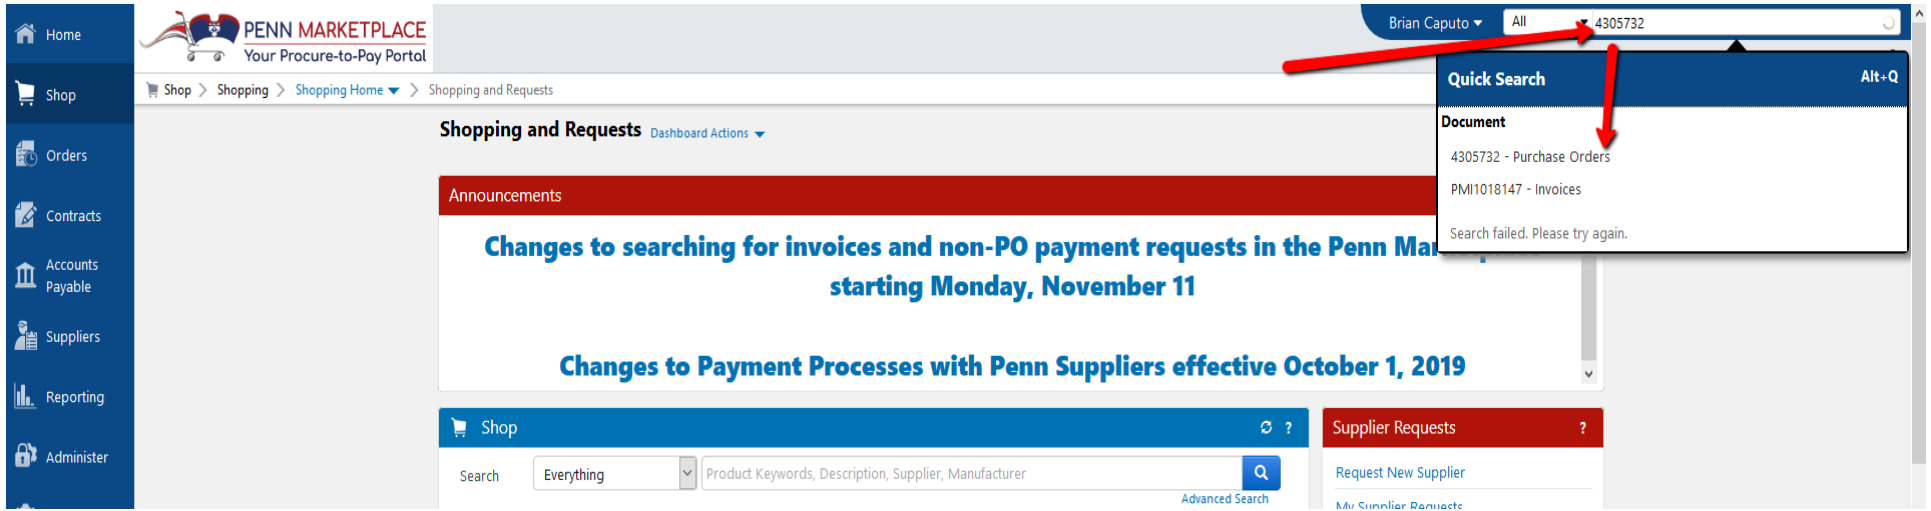 Home
Shop
Orders
Contracts
Accounts
Payable
Suppliers
Reporting
Administer
PENN MARKETPLACE
Your Procure-to-Pay Portal
Brian Caputo
All
4305732
Shop > Shopping > Shopping Home > Shopping and Requests
Quick Search Alt+Q
Document
4305732 - Purchase Orders
PMI1018147 - Invoices
Search failed. Please try again.
Shopping and Requests Dashboard Actions
Announcements
Changes to searching for invoices and non-PO payment requests in the Penn Ma
starting Monday, November 11
Changes to Payment Processes with Penn Suppliers effective October 1, 2019
Shop ?
Search Everything Product Keywords, Description, Supplier, Manufacturer
Advanced Search
Supplier Requests ?
Request New Supplier
My Supplier Requests